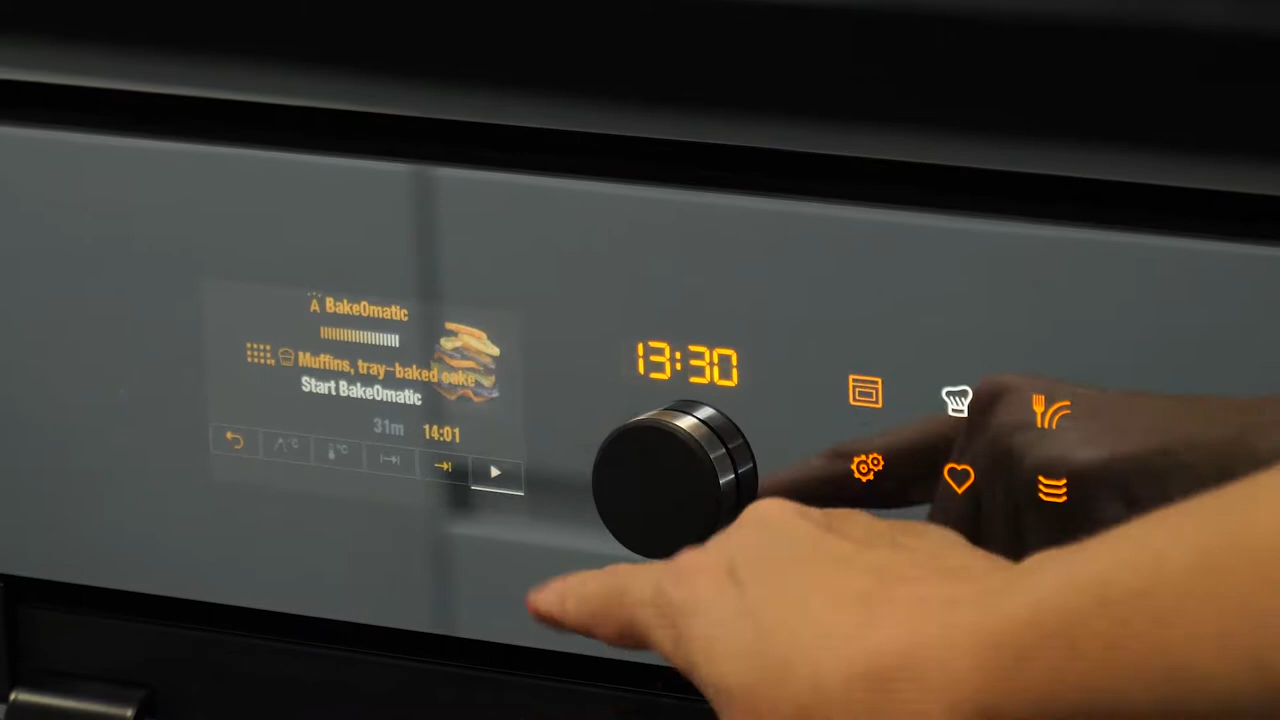 BakeOmatic
Muffins, tray-baked cake
Start BakeOmatic
31m 14:01
°C
°C
13:30